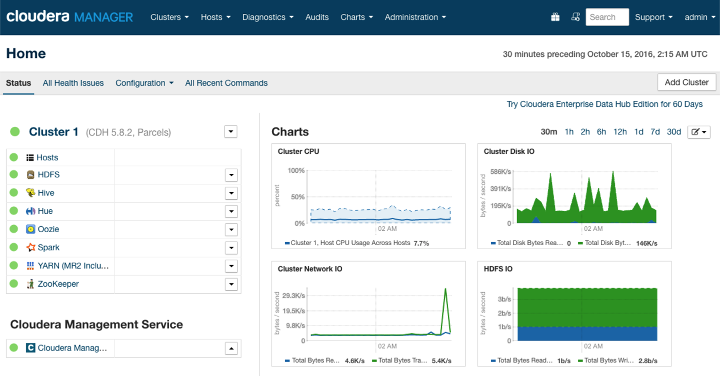 cloudera MANAGER Clusters Hosts Diagnostics Audits Charts Administration Search Support admin
Home
30 minutes preceding October 15, 2016, 2:15 AM UTC
Status All Health Issues Configuration All Recent Commands Add Cluster
Try Cloudera Enterprise Data Hub Edition for 60 Days
Cluster 1 (CDH 5.8.2, Parcels)
Hosts
HDFS
Hive
Hue
Oozie
Spark
YARN (MR2 Inclu...
ZooKeeper
Cloudera Management Service
Cloudera Manag...
Charts
30m 1h 2h 6h 12h 1d 7d 30d
Cluster CPU
percent
100%
50%
0%
02 AM
Cluster 1, Host CPU Usage Across Hosts 7.7%
Cluster Disk IO
bytes / second
586K/s
391K/s
195K/s
0
02 AM
Total Disk Bytes Rea... 0 Total Disk Byt... 146K/s
Cluster Network IO
bytes / second
29.3K/s
19.5K/s
9.8K/s
0
02 AM
Total Bytes Re... 4.6K/s Total Bytes Tra... 5.4K/s
HDFS IO
bytes / second
3b/s
2b/s
1b/s
0
02 AM
Total Bytes Read... 1b/s Total Bytes Wri... 2.8b/s